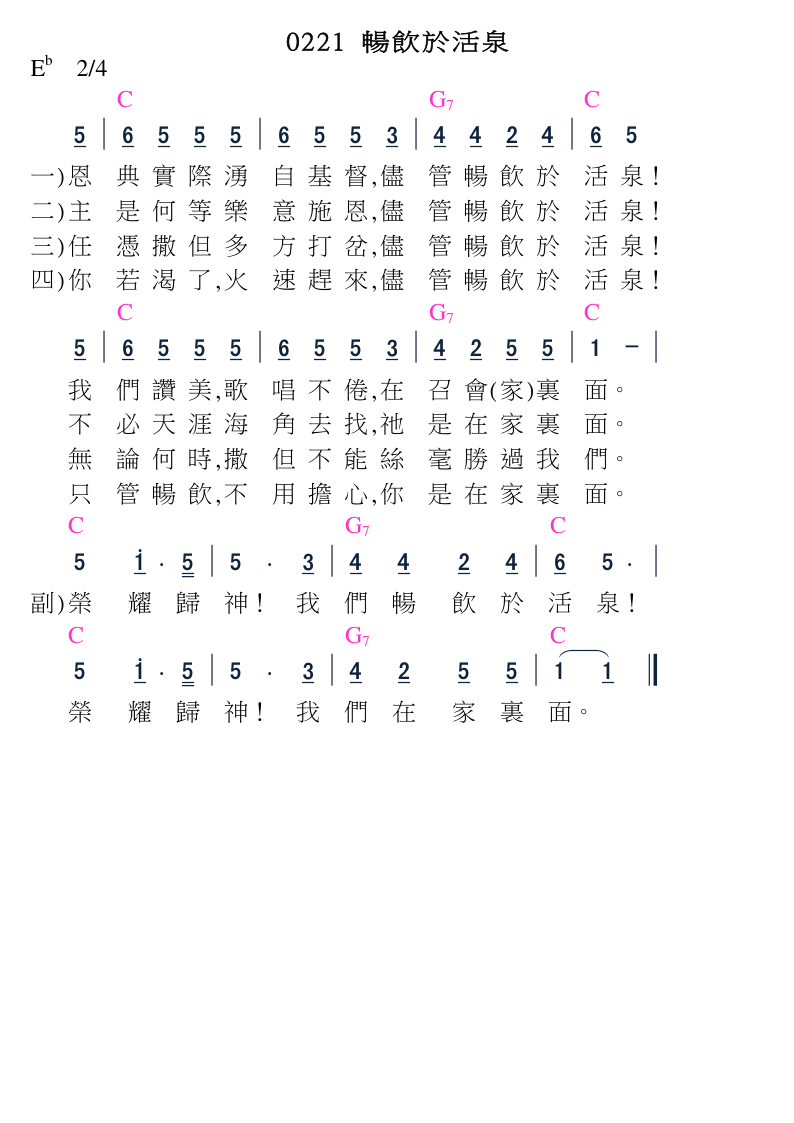 0221 暢飲於活泉
E♭ 2/4
C G7 C
5 | 6 5 5 5 | 6 5 5 3 | 4 4 2 4 | 6 5
一)恩 典實際湧 自基督,儘 管暢飲於 活泉!
二)主 是何等樂 意施恩,儘 管暢飲於 活泉!
三)任 憑撒但多 方打岔,儘 管暢飲於 活泉!
四)你 若渴了,火 速趕來,儘 管暢飲於 活泉!
C G7 C
5 | 6 5 5 5 | 6 5 5 3 | 4 2 5 5 | 1 - |
我 們讚美,歌 唱不倦,在 召會(家)裏 面。
不 必天涯海 角去找,祂 是在家裏 面。
無 論何時,撒 但不能絲 毫勝過我 們。
只 管暢飲,不 用擔心,你 是在家裏 面。
C G7 C
5 i · 5 | 5 · 3 | 4 4 2 4 | 6 5 · |
副)榮 耀歸 神! 我 們暢飲於 活泉!
C G7 C
5 i · 5 | 5 · 3 | 4 2 5 5 | 1 1 ‖
榮 耀歸 神! 我 們在家裏 面。